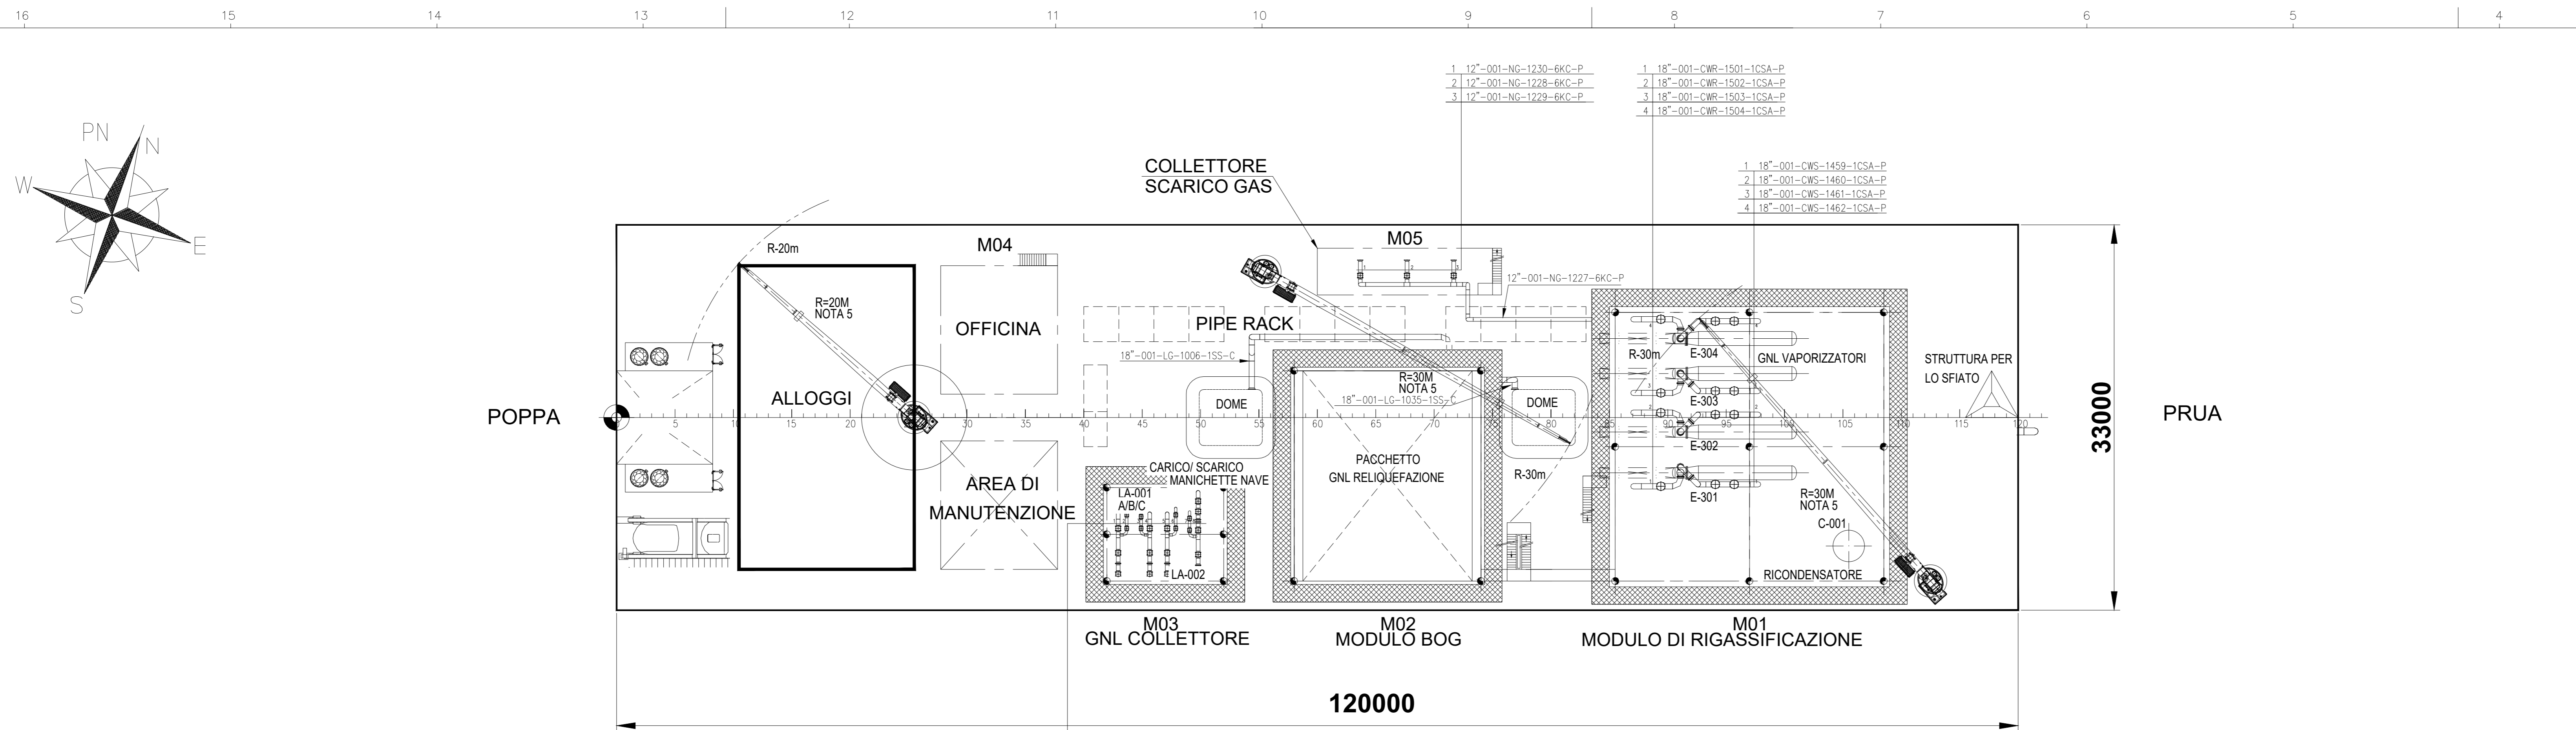 16 15 14 13 12 11 10 9 8 7 6 5 4
1 12"-001-NG-1230-6KC-P
2 12"-001-NG-1228-6KC-P
3 12"-001-NG-1229-6KC-P
1 18"-001-CWR-1501-1CSA-P
2 18"-001-CWR-1502-1CSA-P
3 18"-001-CWR-1503-1CSA-P
4 18"-001-CWR-1504-1CSA-P
PN
N
W
E
S
COLLETTORE
SCARICO GAS
1 18"-001-CWS-1459-1CSA-P
2 18"-001-CWS-1460-1CSA-P
3 18"-001-CWS-1461-1CSA-P
4 18"-001-CWS-1462-1CSA-P
R-20m
M04
M05
12"-001-NG-1227-6KC-P
R=20M
NOTA 5
OFFICINA
PIPE RACK
18"-001-LG-1006-1SS-C
R-30m
E-304
GNL VAPORIZZATORI
STRUTTURA PER
LO SFIATO
R=30M
NOTA 5
18"-001-LG-1035-1SS-C
ALLOGGI
DOME
DOME
E-303
POPPA
PRUA
5 10 15 20 30 35 40 45 50 55 60 65 70 75 80 85 90 95 100 105 110 115 120
33000
E-302
PACCHETTO
GNL RELIQUEFAZIONE
CARICO/ SCARICO
MANICHETTE NAVE
R-30m
AREA DI
MANUTENZIONE
LA-001
A/B/C
E-301
R=30M
NOTA 5
C-001
LA-002
RICONDENSATORE
M03
GNL COLLETTORE
M02
MODULO BOG
M01
MODULO DI RIGASSIFICAZIONE
120000